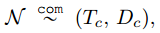 𝒩 com ~ (T_c, D_c),